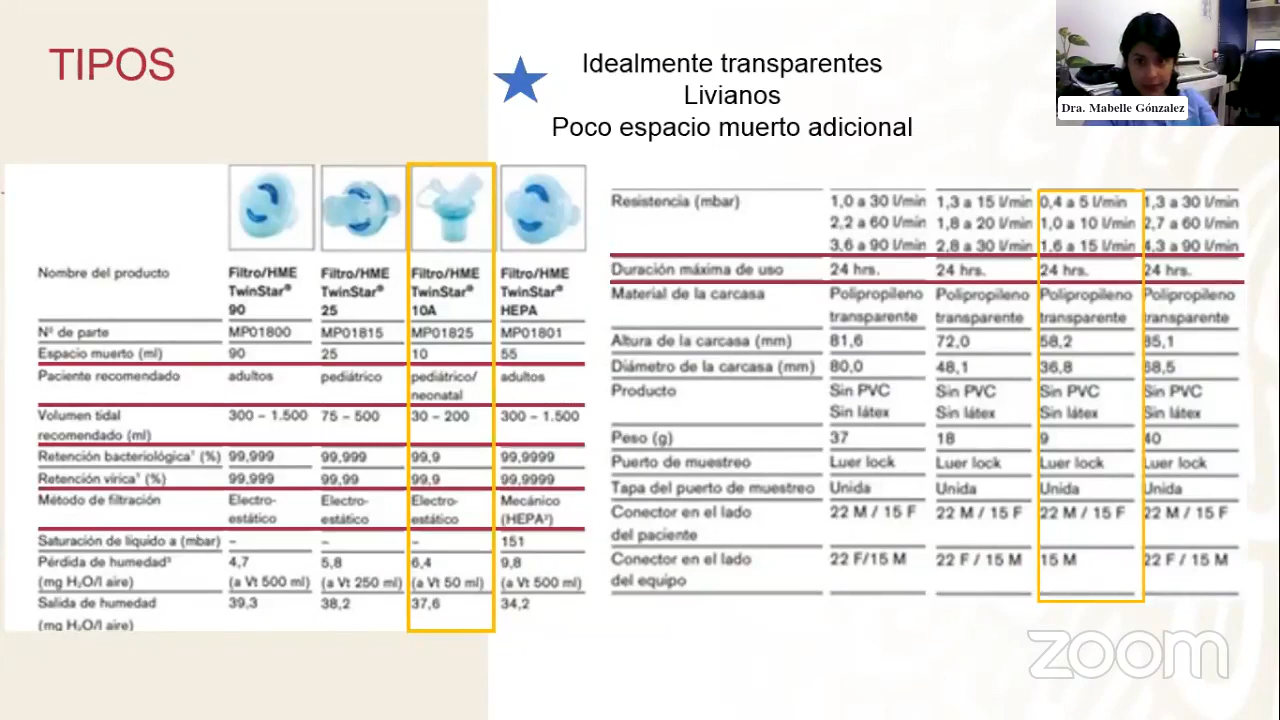 TIPOS
Idealmente transparentes
Livianos
Poco espacio muerto adicional
Dra. Mabelle Gónzalez
Nombre del producto Filtro/HME Filtro/HME Filtro/HME Filtro/HME
TwinStar® TwinStar® TwinStar® TwinStar®
90 25 10A HEPA
Nº de parte MP01800 MP01815 MP01825 MP01801
Espacio muerto (ml) 90 25 10 55
Paciente recomendado adultos pediátrico pediátrico/ adultos
neonatal
Volumen tidal 300 – 1.500 75 – 500 30 – 200 300 – 1.500
recomendado (ml)
Retención bacteriológica¹ (%) 99,999 99,999 99,9 99,9999
Retención vírica¹ (%) 99,999 99,99 99,9 99,9999
Método de filtración Electro- Electro- Electro- Mecánico
estático estático estático (HEPA²)
Saturación de líquido a (mbar) – – – 151
Pérdida de humedad³ 4,7 5,8 6,4 9,8
(mg H₂O/l aire) (a Vt 500 ml) (a Vt 250 ml) (a Vt 50 ml) (a Vt 500 ml)
Salida de humedad 39,3 38,2 37,6 34,2
(mg H₂O/l aire)
Resistencia (mbar) 1,0 a 30 l/min 1,3 a 15 l/min 0,4 a 5 l/min 1,3 a 30 l/min
2,2 a 60 l/min 1,8 a 20 l/min 1,0 a 10 l/min 2,7 a 60 l/min
3,6 a 90 l/min 2,8 a 30 l/min 1,6 a 15 l/min 4,3 a 90 l/min
Duración máxima de uso 24 hrs. 24 hrs. 24 hrs. 24 hrs.
Material de la carcasa Polipropileno Polipropileno Polipropileno Polipropileno
transparente transparente transparente transparente
Altura de la carcasa (mm) 81,6 72,0 58,2 85,1
Diámetro de la carcasa (mm) 80,0 48,1 36,8 68,5
Producto Sin PVC Sin PVC Sin PVC Sin PVC
Sin látex Sin látex Sin látex Sin látex
Peso (g) 37 18 9 40
Puerto de muestreo Luer lock Luer lock Luer lock Luer lock
Tapa del puerto de muestreo Unida Unida Unida Unida
Conector en el lado 22 M / 15 F 22 M / 15 F 22 M / 15 F 22 M / 15 F
del paciente
Conector en el lado 22 F/15 M 22 F / 15 M 15 M 22 F / 15 M
del equipo
zoom